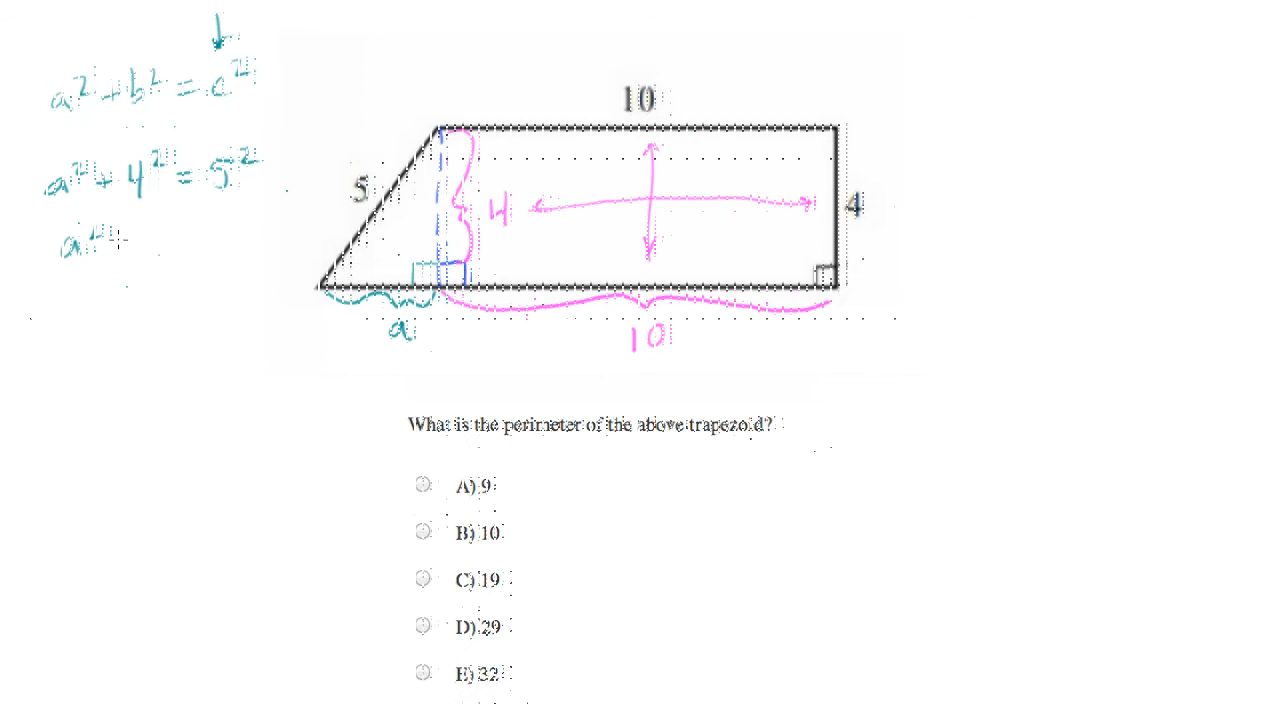 a² + b² = c²
10
a² + 4² = 5²
5
4
4
a² +
a
10
What is the perimeter of the above trapezoid?
A) 9
B) 10
C) 19
D) 29
E) 32